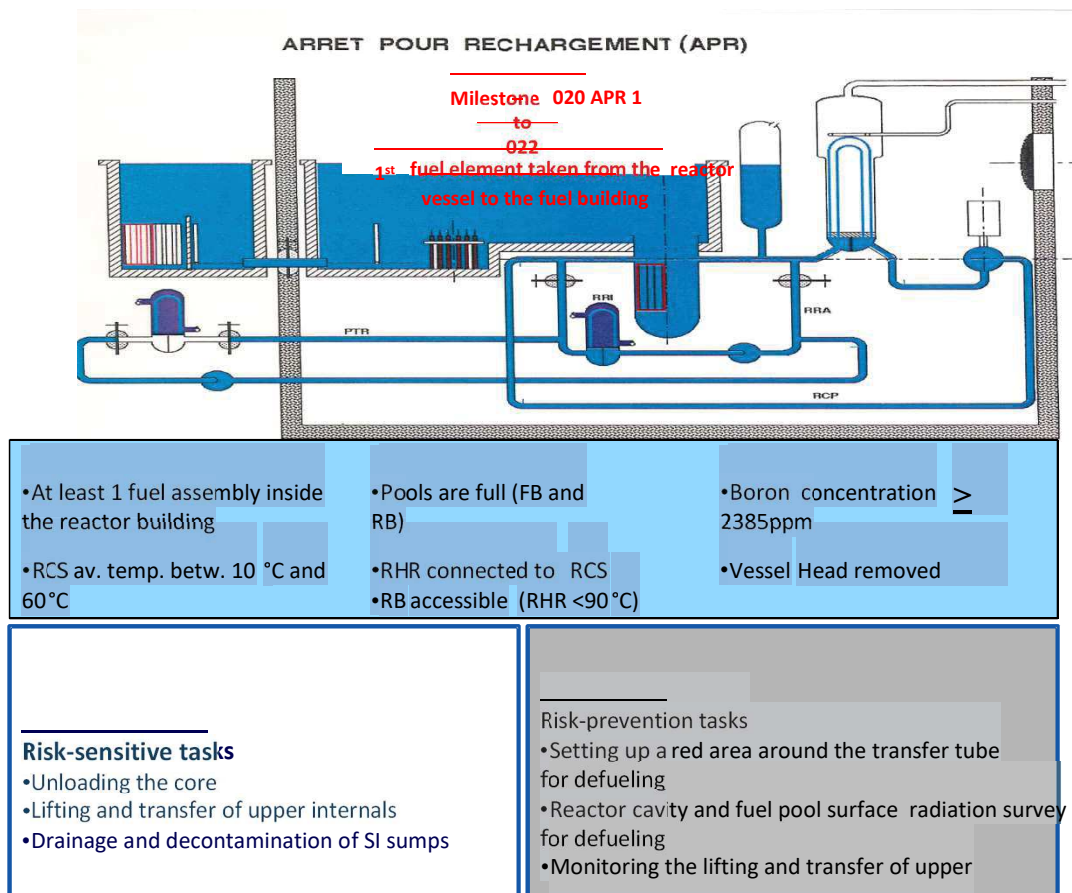 ARRET POUR RECHARGEMENT (APR)
Milestone – 020 APR 1
to
022
1st fuel element taken from the reactor
vessel to the fuel building
RRI
RRA
PTR
RCP
•At least 1 fuel assembly inside
the reactor building
•RCS av. temp. betw. 10 °C and
60°C
•Pools are full (FB and
RB)
•RHR connected to RCS
•RB accessible (RHR <90°C)
•Boron concentration ≥
2385ppm
•Vessel Head removed
Risk-sensitive tasks
•Unloading the core
•Lifting and transfer of upper internals
•Drainage and decontamination of SI sumps
Risk-prevention tasks
•Setting up a red area around the transfer tube
for defueling
•Reactor cavity and fuel pool surface radiation survey
for defueling
•Monitoring the lifting and transfer of upper